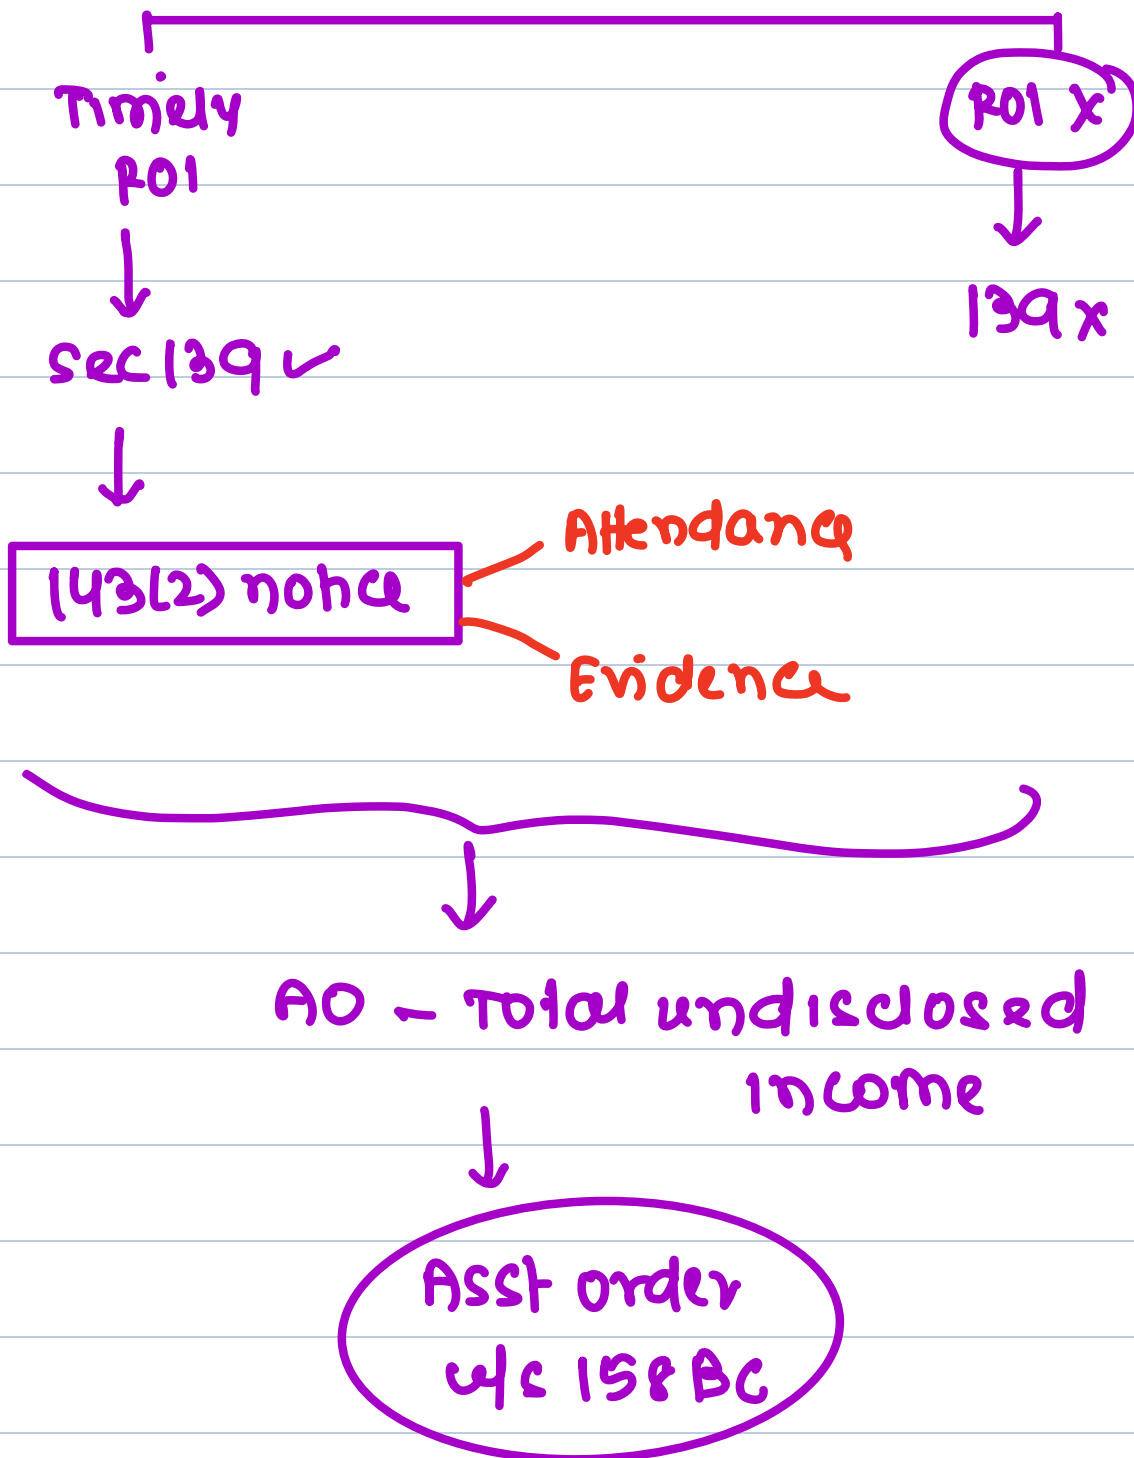 Timely
ROI
ROI X
Sec 139 ✓
139 x
143(2) notice
Attendance
Evidence
AO - Total undisclosed
income
Asst order
u/s 158BC